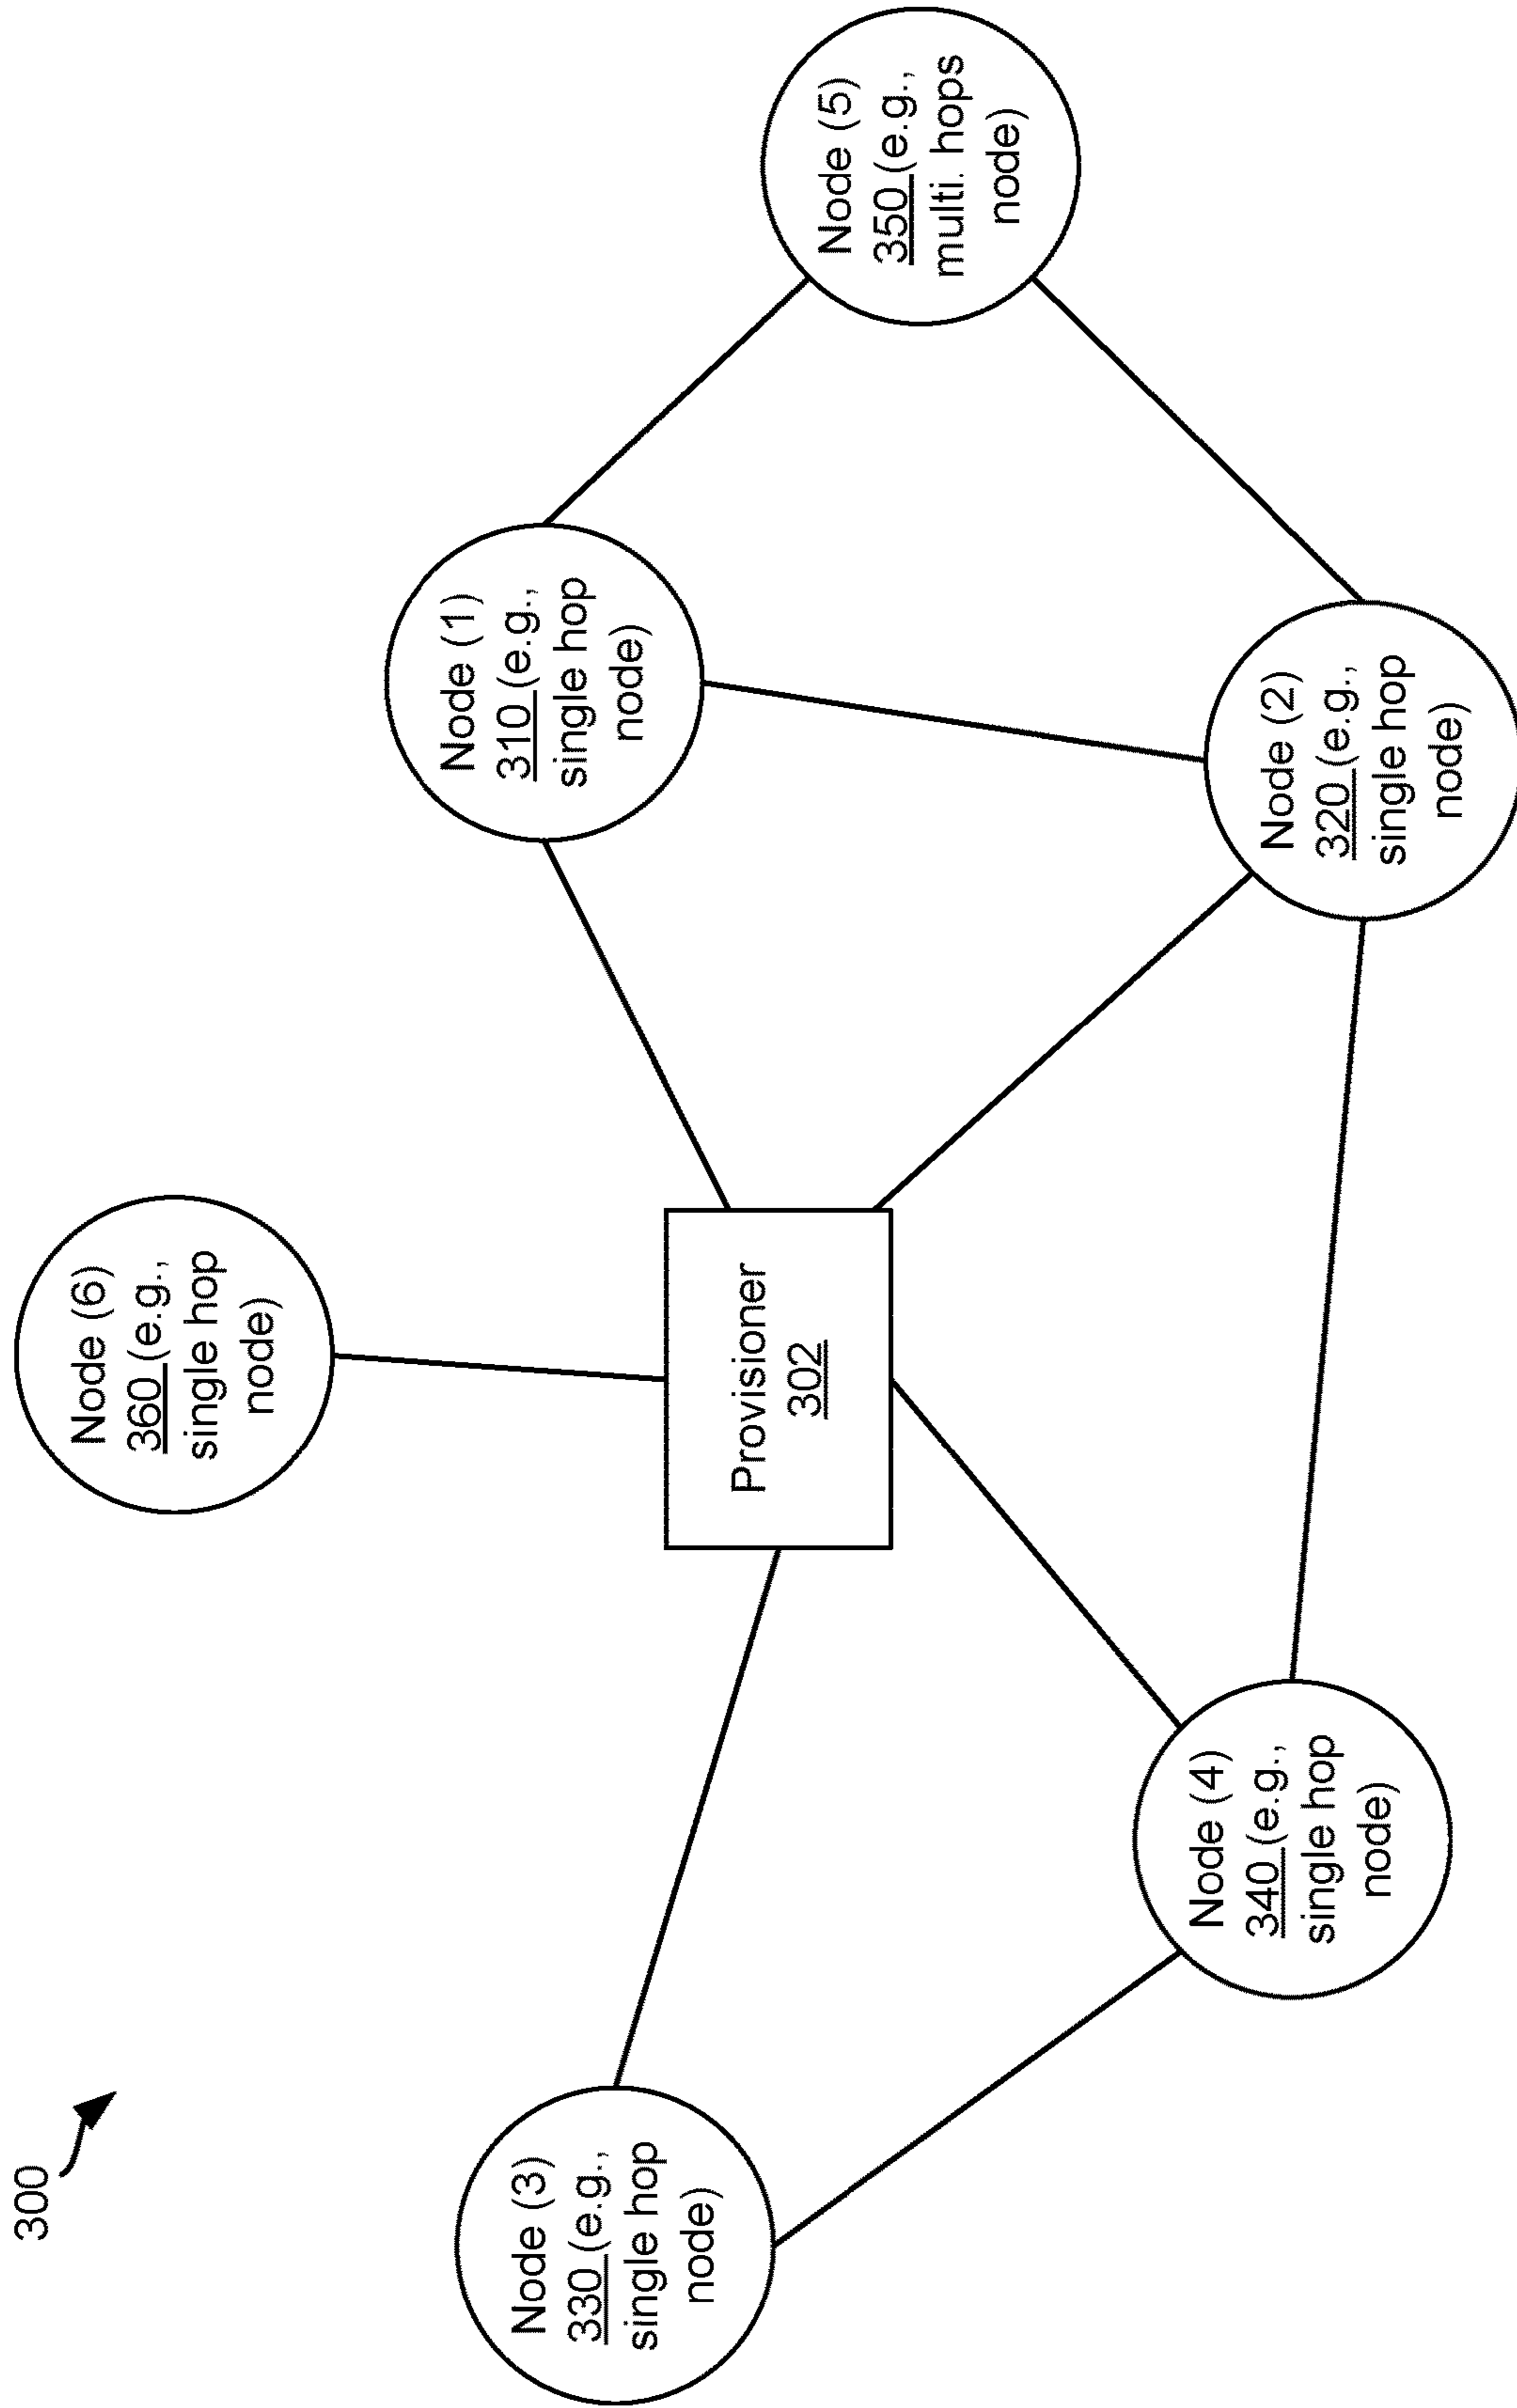 300
Node (6)
360 (e.g.,
single hop
node)
Node (3)
330 (e.g.,
single hop
node)
Provisioner
302
Node (1)
310 (e.g.,
single hop
node)
Node (5)
350 (e.g.,
multi. hops
node)
Node (4)
340 (e.g.,
single hop
node)
Node (2)
320 (e.g.,
single hop
node)